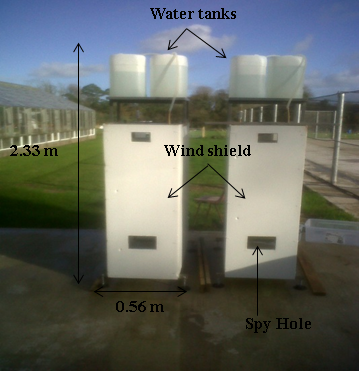 Water tanks
2.33 m
Wind shield
0.56 m
Spy Hole